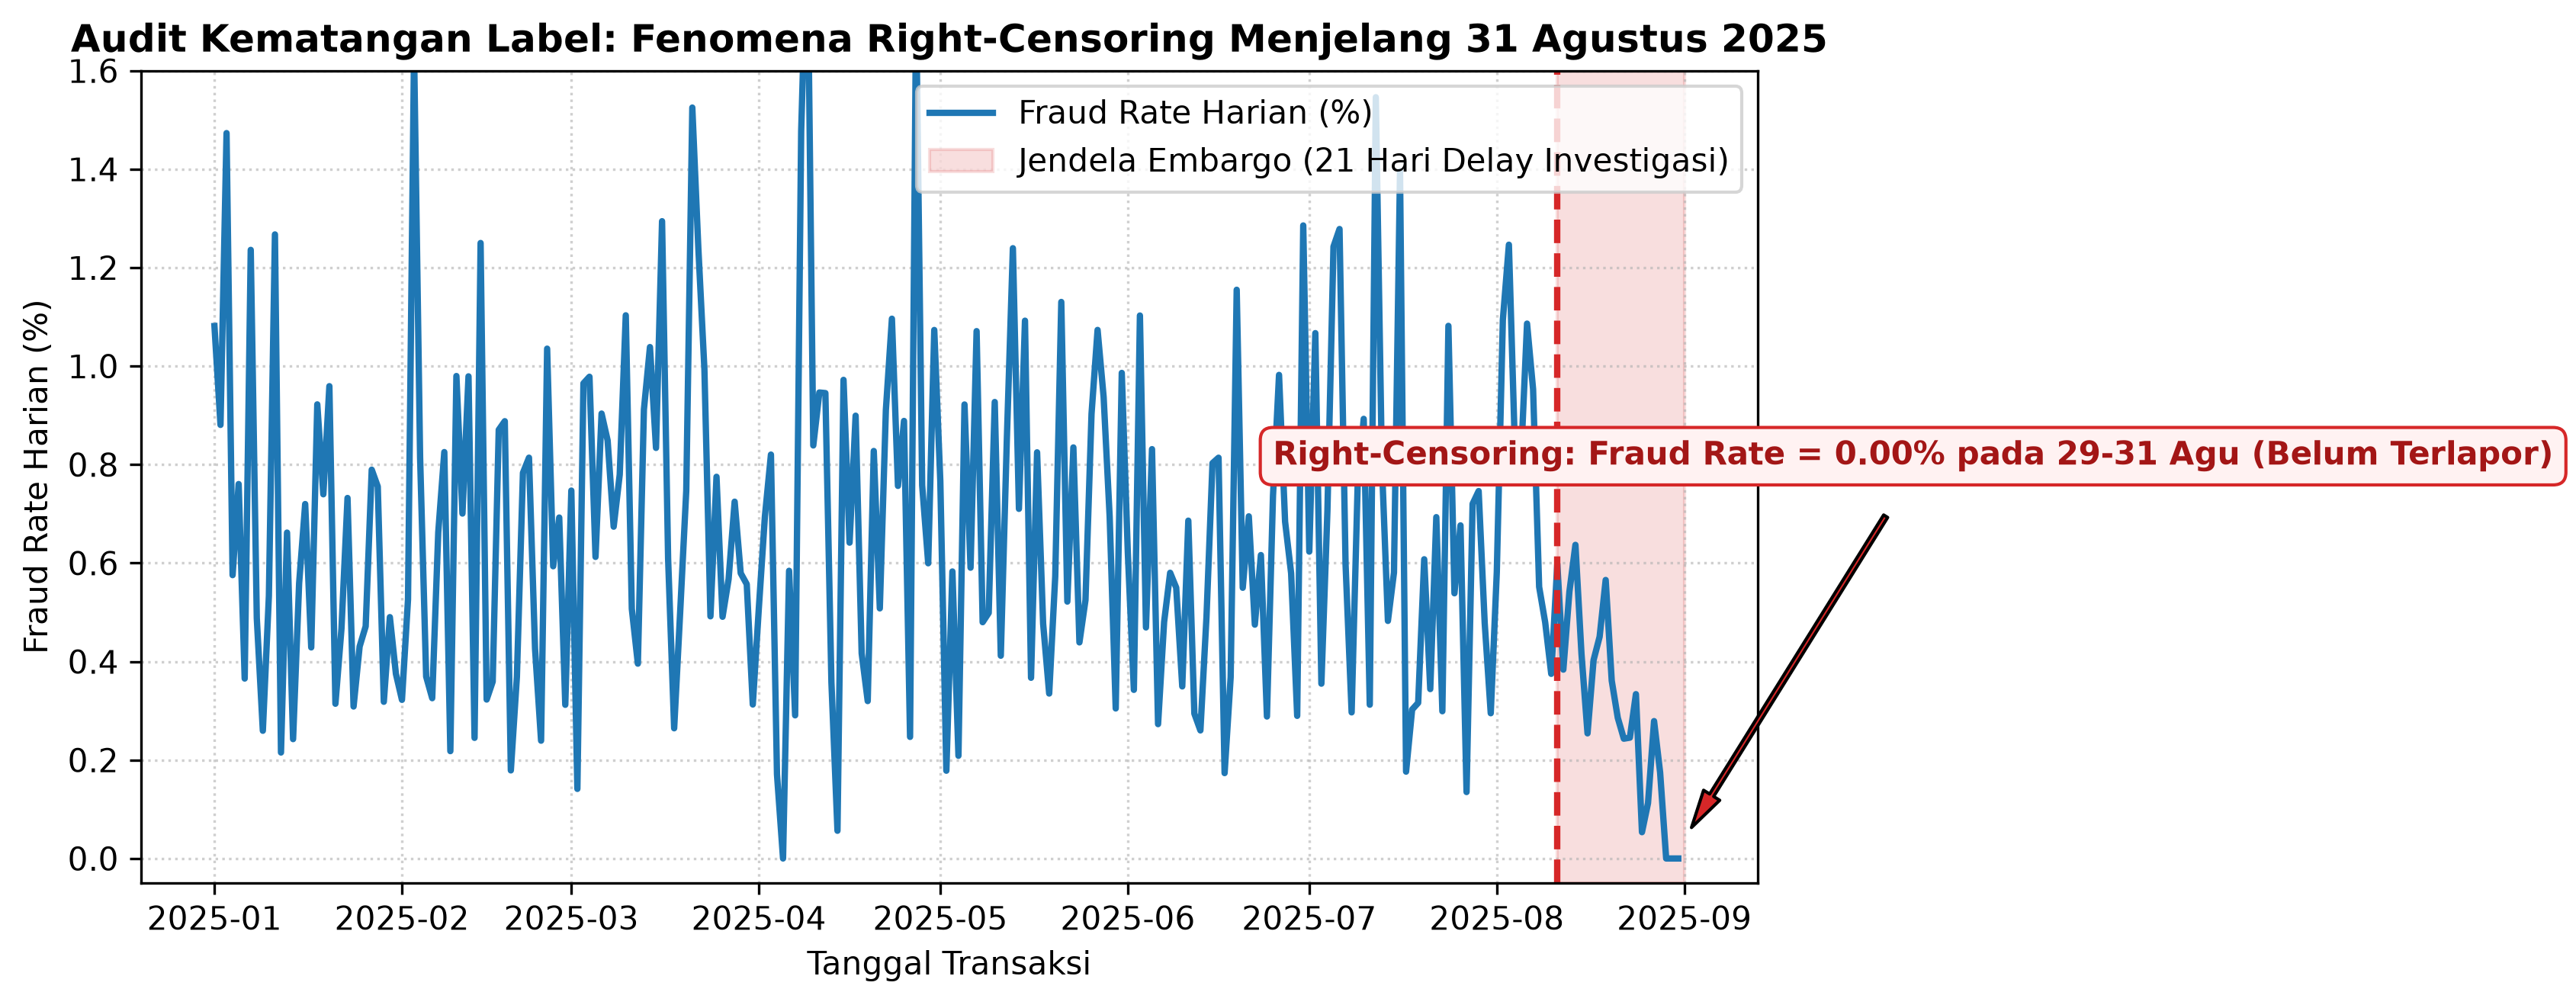 Audit Kematangan Label: Fenomena Right-Censoring Menjelang 31 Agustus 2025
Fraud Rate Harian (%)
1.6
1.4
1.2
1.0
0.8
0.6
0.4
0.2
0.0
Fraud Rate Harian (%)
Jendela Embargo (21 Hari Delay Investigasi)
Right-Censoring: Fraud Rate = 0.00% pada 29-31 Agu (Belum Terlapor)
2025-01 2025-02 2025-03 2025-04 2025-05 2025-06 2025-07 2025-08 2025-09
Tanggal Transaksi